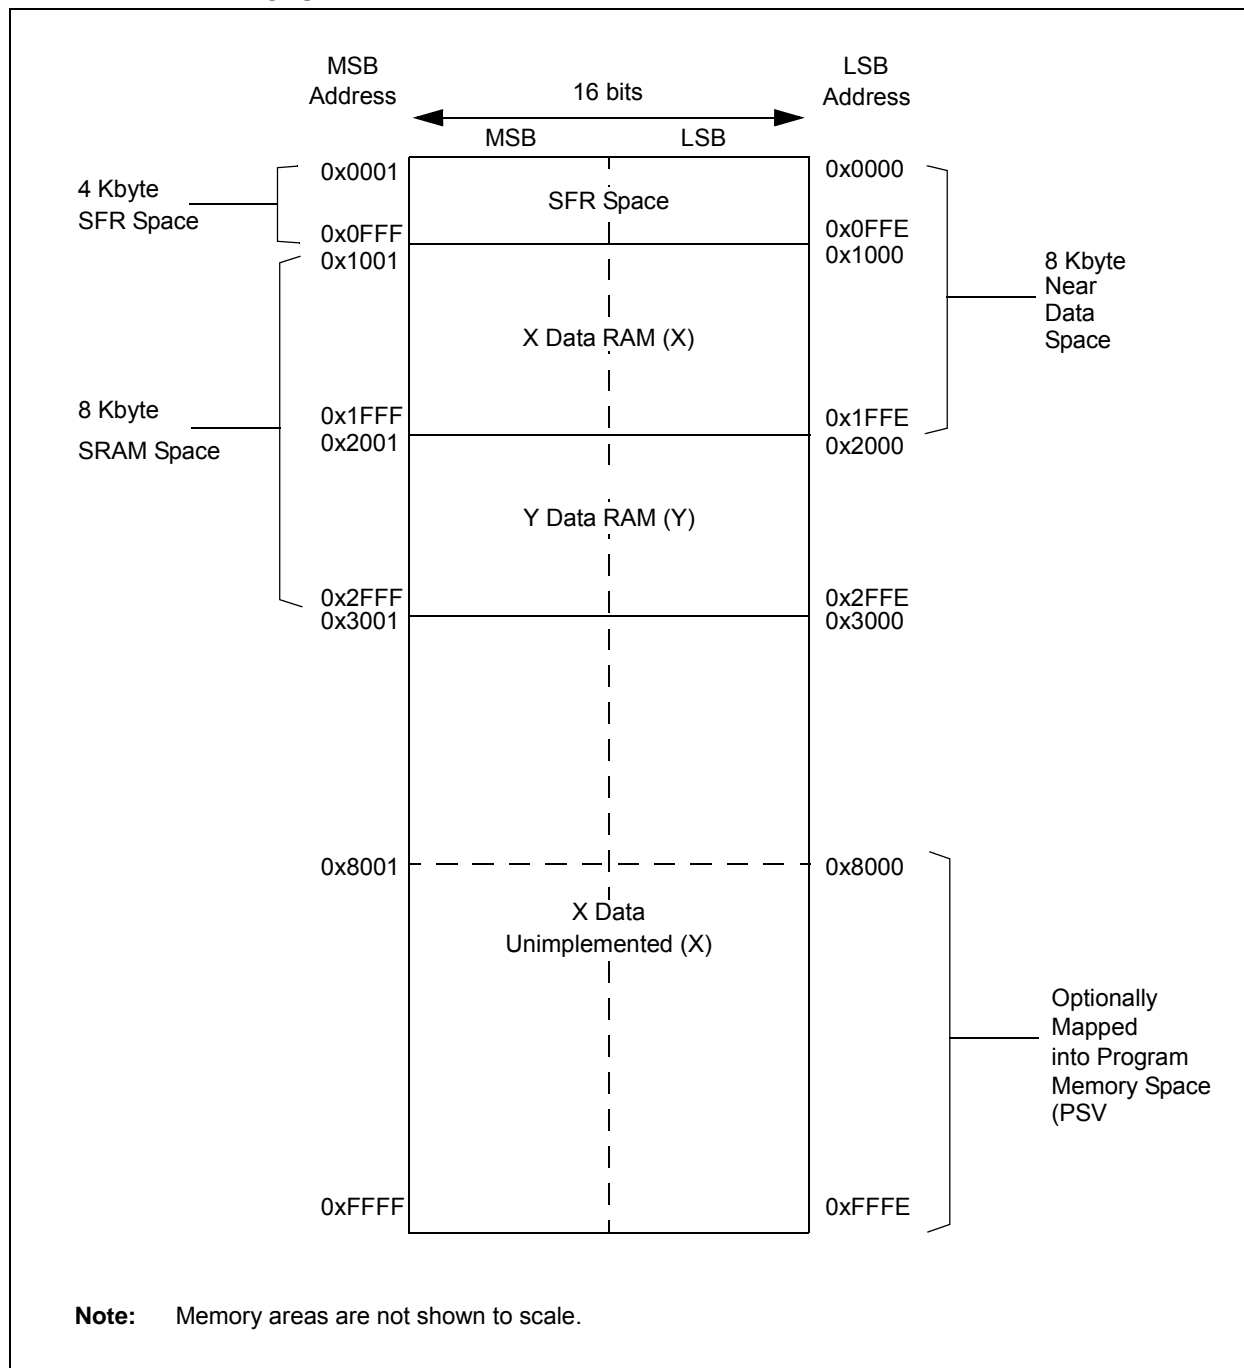 MSB
Address
LSB
Address
16 bits
MSB
LSB
0x0001
0x0000
4 Kbyte
SFR Space
SFR Space
0x0FFF
0x0FFE
0x1001
0x1000
8 Kbyte
Near
Data
Space
X Data RAM (X)
8 Kbyte
SRAM Space
0x1FFF
0x1FFE
0x2001
0x2000
Y Data RAM (Y)
0x2FFF
0x2FFE
0x3001
0x3000
0x8001
0x8000
X Data
Unimplemented (X)
Optionally
Mapped
into Program
Memory Space
(PSV
0xFFFF
0xFFFE
Note: Memory areas are not shown to scale.